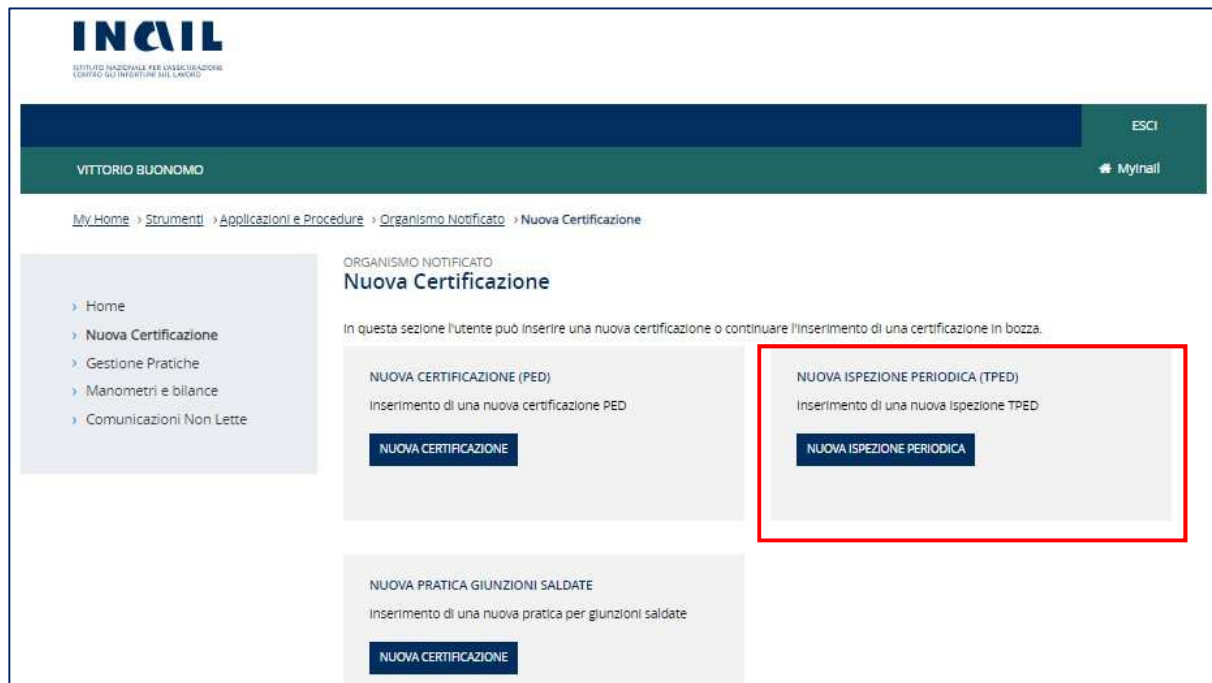 INAIL
ISTITUTO NAZIONALE PER L'ASSICURAZIONE
CONTRO GLI INFORTUNI SUL LAVORO
ESCI
VITTORIO BUONOMO
MyInail
My Home › Strumenti › Applicazioni e Procedure › Organismo Notificato › Nuova Certificazione
› Home
› Nuova Certificazione
› Gestione Pratiche
› Manometri e bilance
› Comunicazioni Non Lette
ORGANISMO NOTIFICATO
Nuova Certificazione
In questa sezione l'utente può inserire una nuova certificazione o continuare l'inserimento di una certificazione in bozza.
NUOVA CERTIFICAZIONE (PED)
Inserimento di una nuova certificazione PED
NUOVA CERTIFICAZIONE
NUOVA ISPEZIONE PERIODICA (TPED)
Inserimento di una nuova ispezione TPED
NUOVA ISPEZIONE PERIODICA
NUOVA PRATICA GIUNZIONI SALDATE
Inserimento di una nuova pratica per giunzioni saldate
NUOVA CERTIFICAZIONE